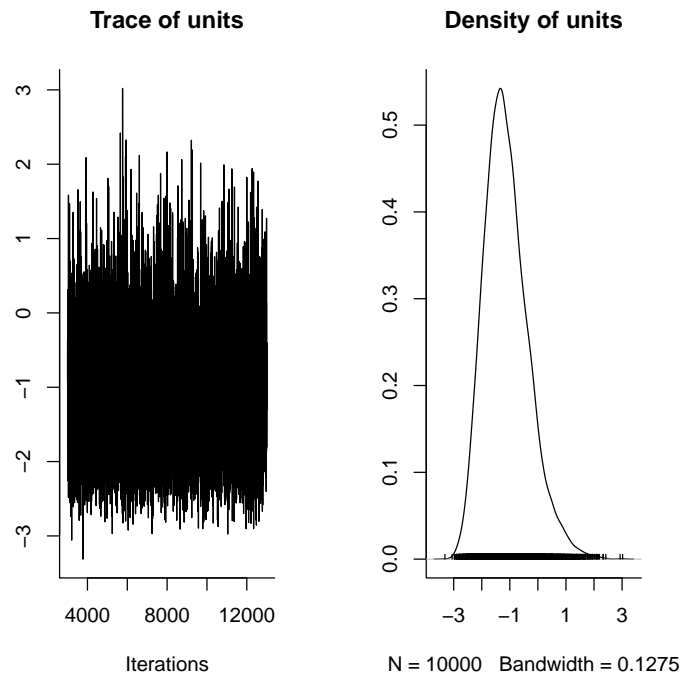 Trace of units
3
2
1
0
−1
−2
−3
4000 8000 12000
Iterations
Density of units
0.5
0.4
0.3
0.2
0.1
0.0
−3 −1 1 3
N = 10000 Bandwidth = 0.1275